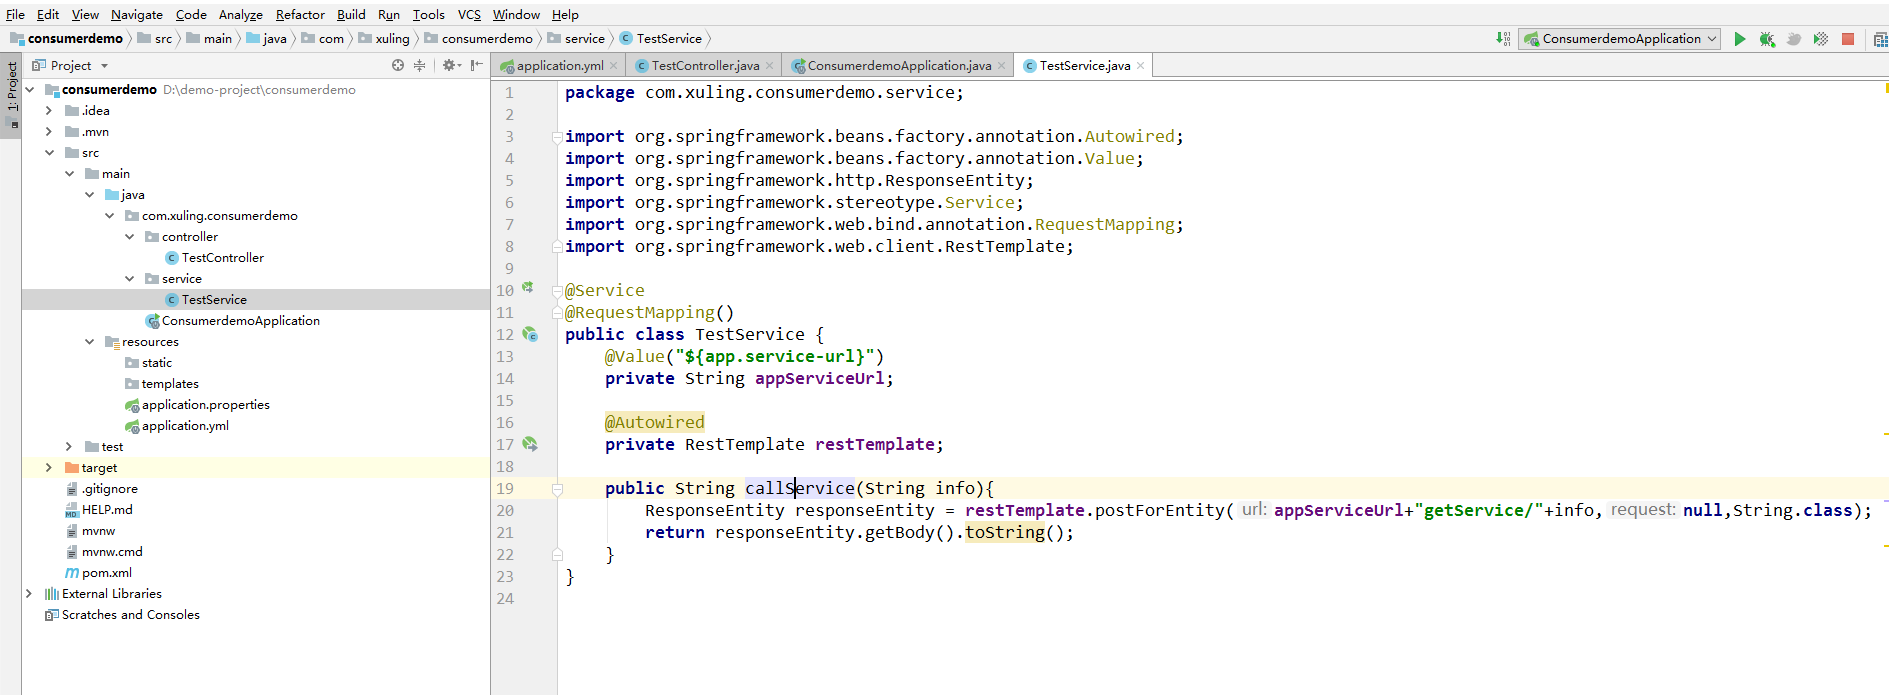 File Edit View Navigate Code Analyze Refactor Build Run Tools VCS Window Help
consumerdemo src main java com xuling consumerdemo service TestService
ConsumerdemoApplication
1: Project
Project
consumerdemo D:\demo-project\consumerdemo
.idea
.mvn
src
main
java
com.xuling.consumerdemo
controller
TestController
service
TestService
ConsumerdemoApplication
resources
static
templates
application.properties
application.yml
test
target
.gitignore
HELP.md
mvnw
mvnw.cmd
pom.xml
External Libraries
Scratches and Consoles
application.yml TestController.java ConsumerdemoApplication.java TestService.java
1 package com.xuling.consumerdemo.service;
2
3 import org.springframework.beans.factory.annotation.Autowired;
4 import org.springframework.beans.factory.annotation.Value;
5 import org.springframework.http.ResponseEntity;
6 import org.springframework.stereotype.Service;
7 import org.springframework.web.bind.annotation.RequestMapping;
8 import org.springframework.web.client.RestTemplate;
9
10 @Service
11 @RequestMapping()
12 public class TestService {
13 @Value("${app.service-url}")
14 private String appServiceUrl;
15
16 @Autowired
17 private RestTemplate restTemplate;
18
19 public String callService(String info){
20 ResponseEntity responseEntity = restTemplate.postForEntity( url: appServiceUrl+"getService/"+info, request: null,String.class);
21 return responseEntity.getBody().toString();
22 }
23 }
24